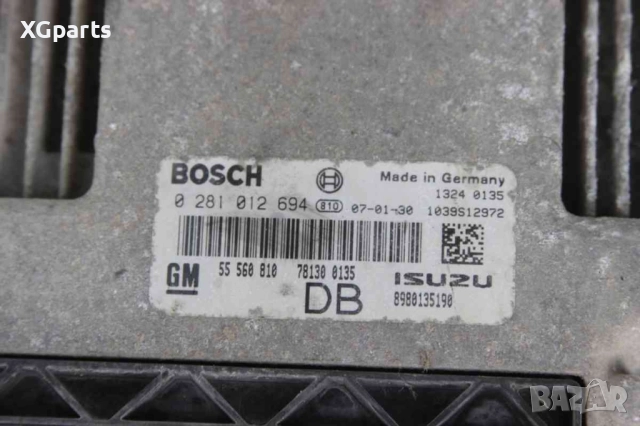 XGparts
BOSCH
Made in Germany
1324 0135
0 281 012 694 810 07-01-30 1039S12972
55 560 810 78130 0135
GM
ISUZU
DB
8980135190
BAZAR